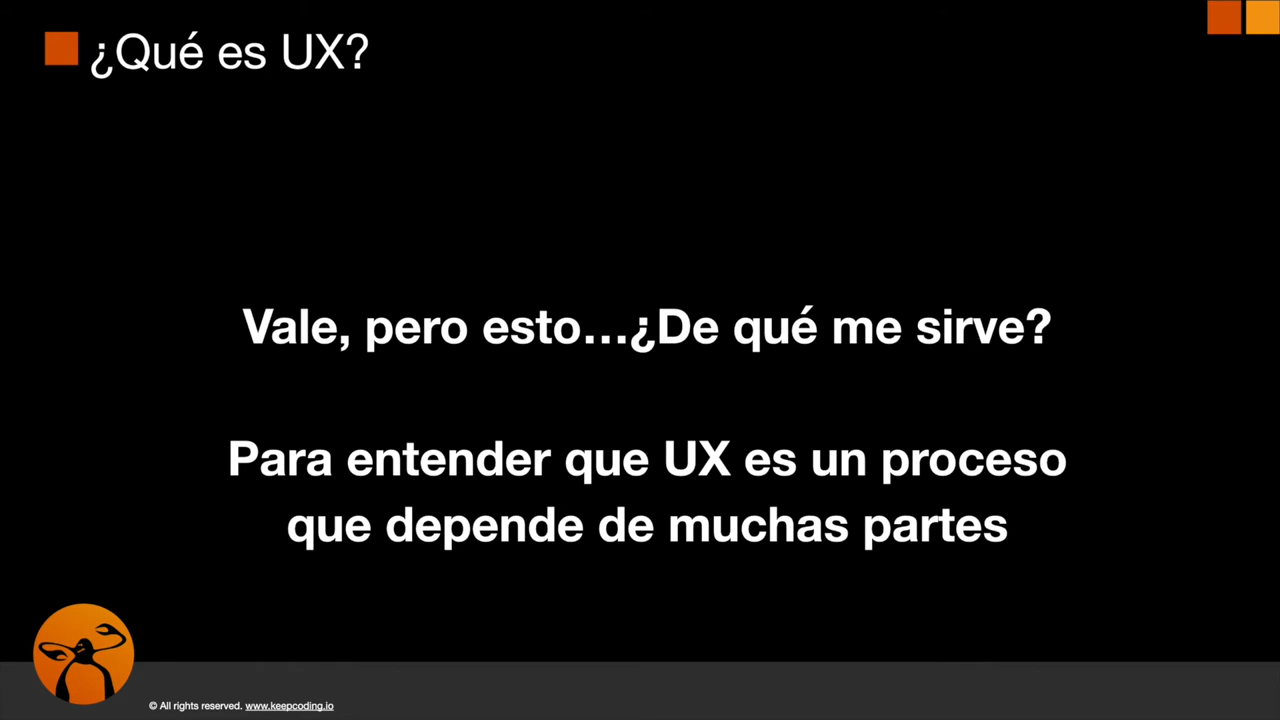 ¿Qué es UX?
Vale, pero esto…¿De qué me sirve?
Para entender que UX es un proceso
que depende de muchas partes
© All rights reserved. www.keepcoding.io